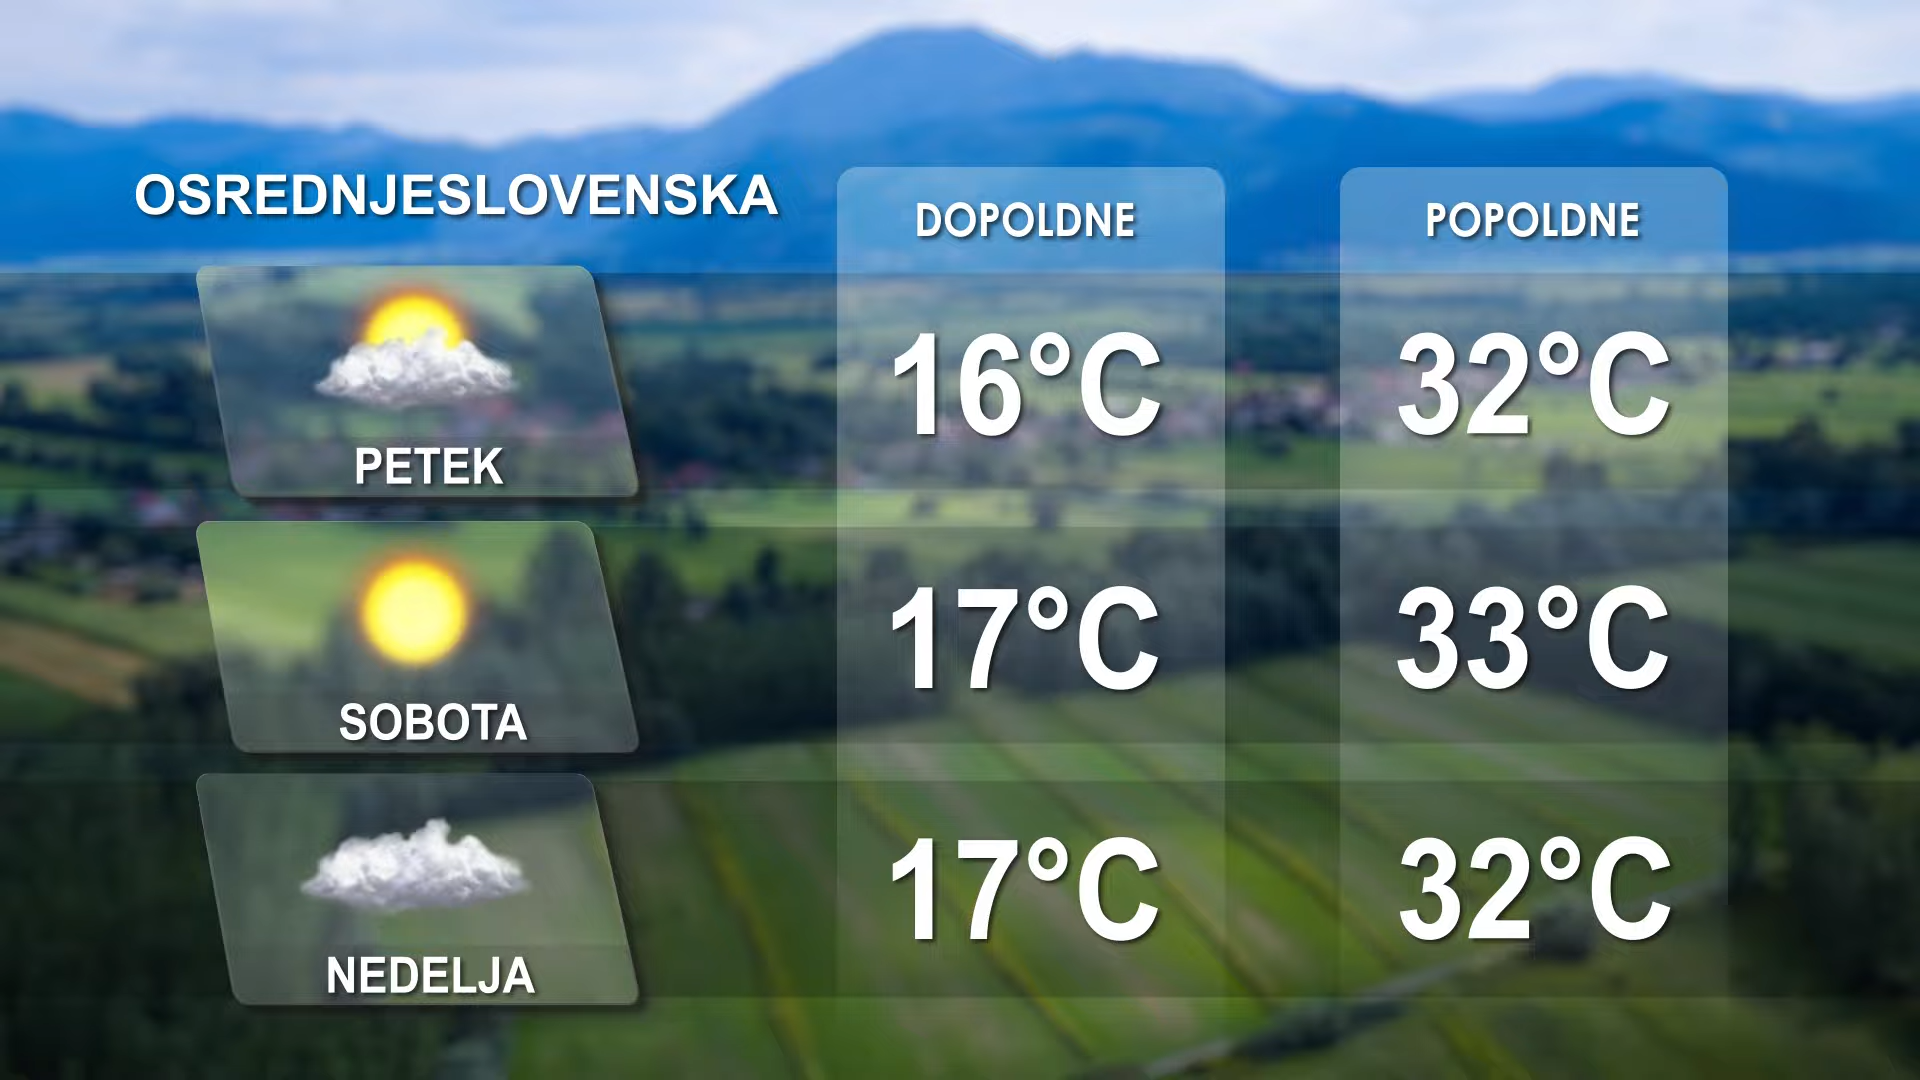 OSREDNJESLOVENSKA
DOPOLDNE POPOLDNE
16°C 32°C
PETEK
17°C 33°C
SOBOTA
17°C 32°C
NEDELJA